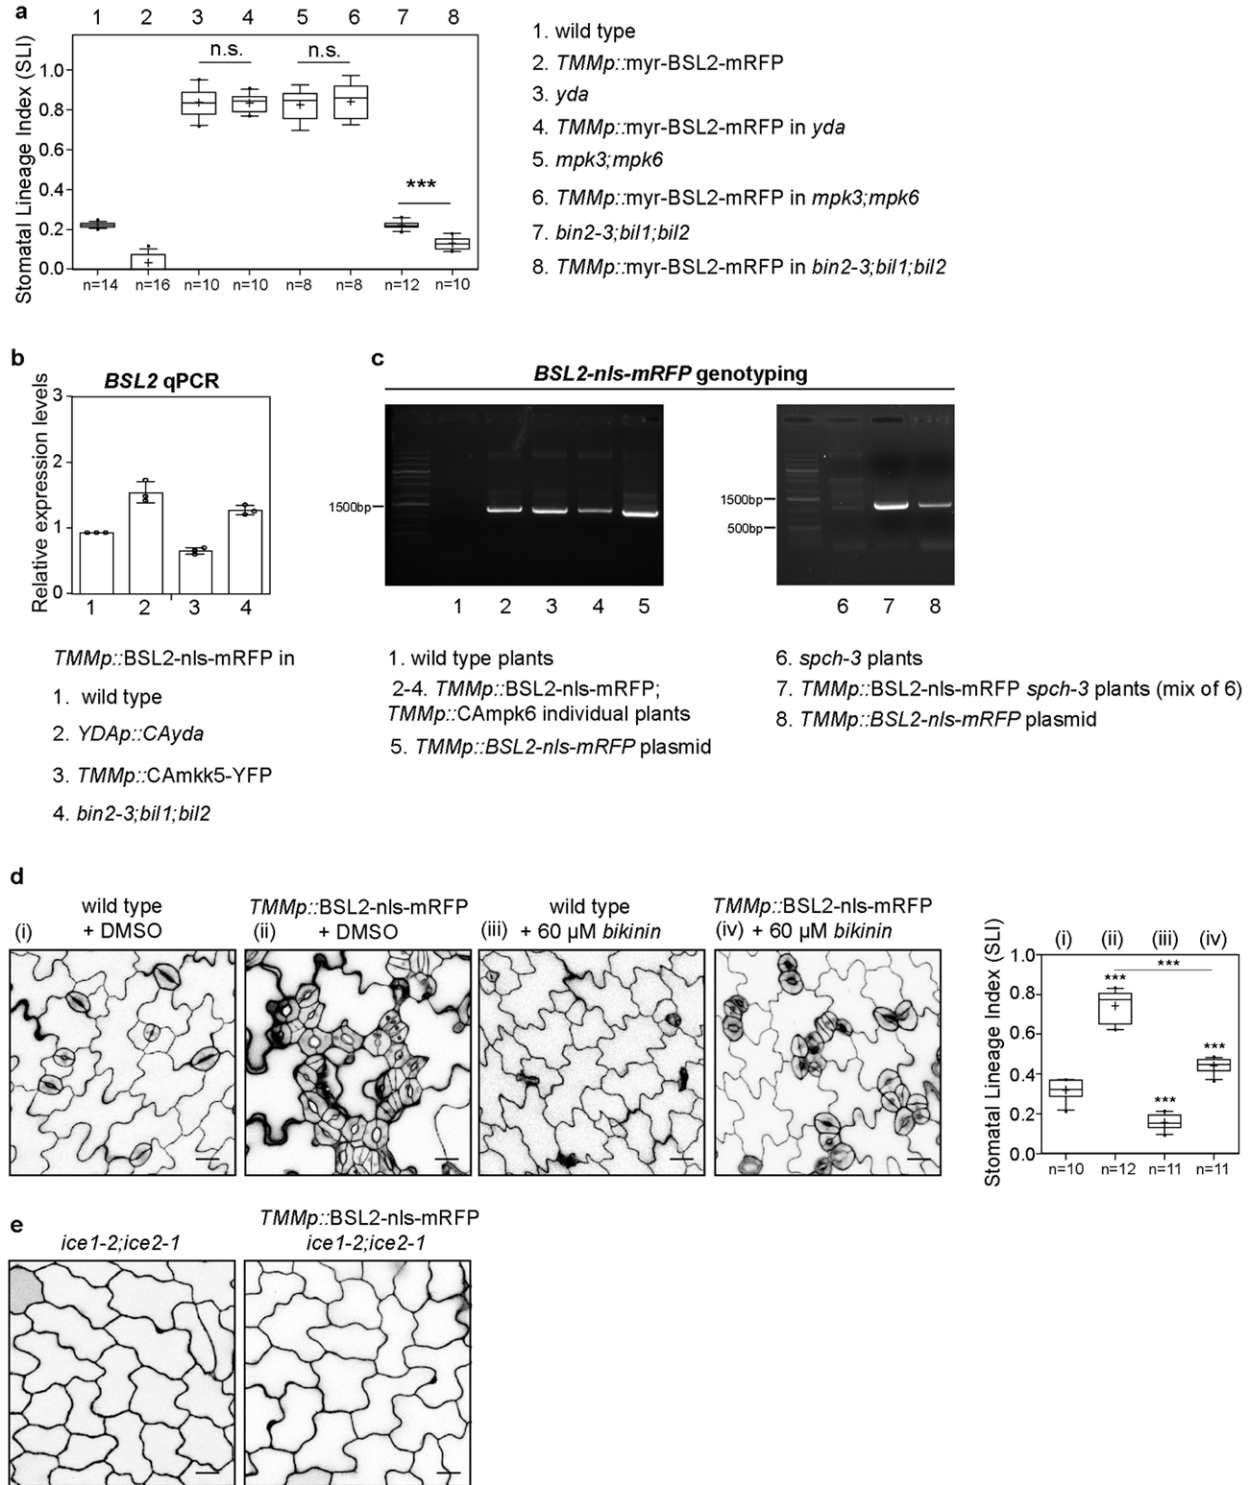 a
1 2 3 4 5 6 7 8
n.s. n.s.
***
Stomatal Lineage Index (SLI)
1.0
0.8
0.6
0.4
0.2
0.0
n=14 n=16 n=10 n=10 n=8 n=8 n=12 n=10
1. wild type
2. TMMp::myr-BSL2-mRFP
3. yda
4. TMMp::myr-BSL2-mRFP in yda
5. mpk3;mpk6
6. TMMp::myr-BSL2-mRFP in mpk3;mpk6
7. bin2-3;bil1;bil2
8. TMMp::myr-BSL2-mRFP in bin2-3;bil1;bil2
b
BSL2 qPCR
Relative expression levels
3
2
1
0
1 2 3 4
TMMp::BSL2-nls-mRFP in
1. wild type
2. YDAp::CAyda
3. TMMp::CAmkk5-YFP
4. bin2-3;bil1;bil2
c
BSL2-nls-mRFP genotyping
1500bp
1 2 3 4 5
1500bp
500bp
6 7 8
1. wild type plants
2-4. TMMp::BSL2-nls-mRFP;
TMMp::CAmpk6 individual plants
5. TMMp::BSL2-nls-mRFP plasmid
6. spch-3 plants
7. TMMp::BSL2-nls-mRFP spch-3 plants (mix of 6)
8. TMMp::BSL2-nls-mRFP plasmid
d
wild type
(i) + DMSO
TMMp::BSL2-nls-mRFP
(ii) + DMSO
wild type
(iii) + 60 µM bikinin
TMMp::BSL2-nls-mRFP
(iv) + 60 µM bikinin
Stomatal Lineage Index (SLI)
(i) (ii) (iii) (iv)
1.0
0.8
0.6
0.4
0.2
0.0
***
***
***
***
n=10 n=12 n=11 n=11
e
ice1-2;ice2-1
TMMp::BSL2-nls-mRFP
ice1-2;ice2-1